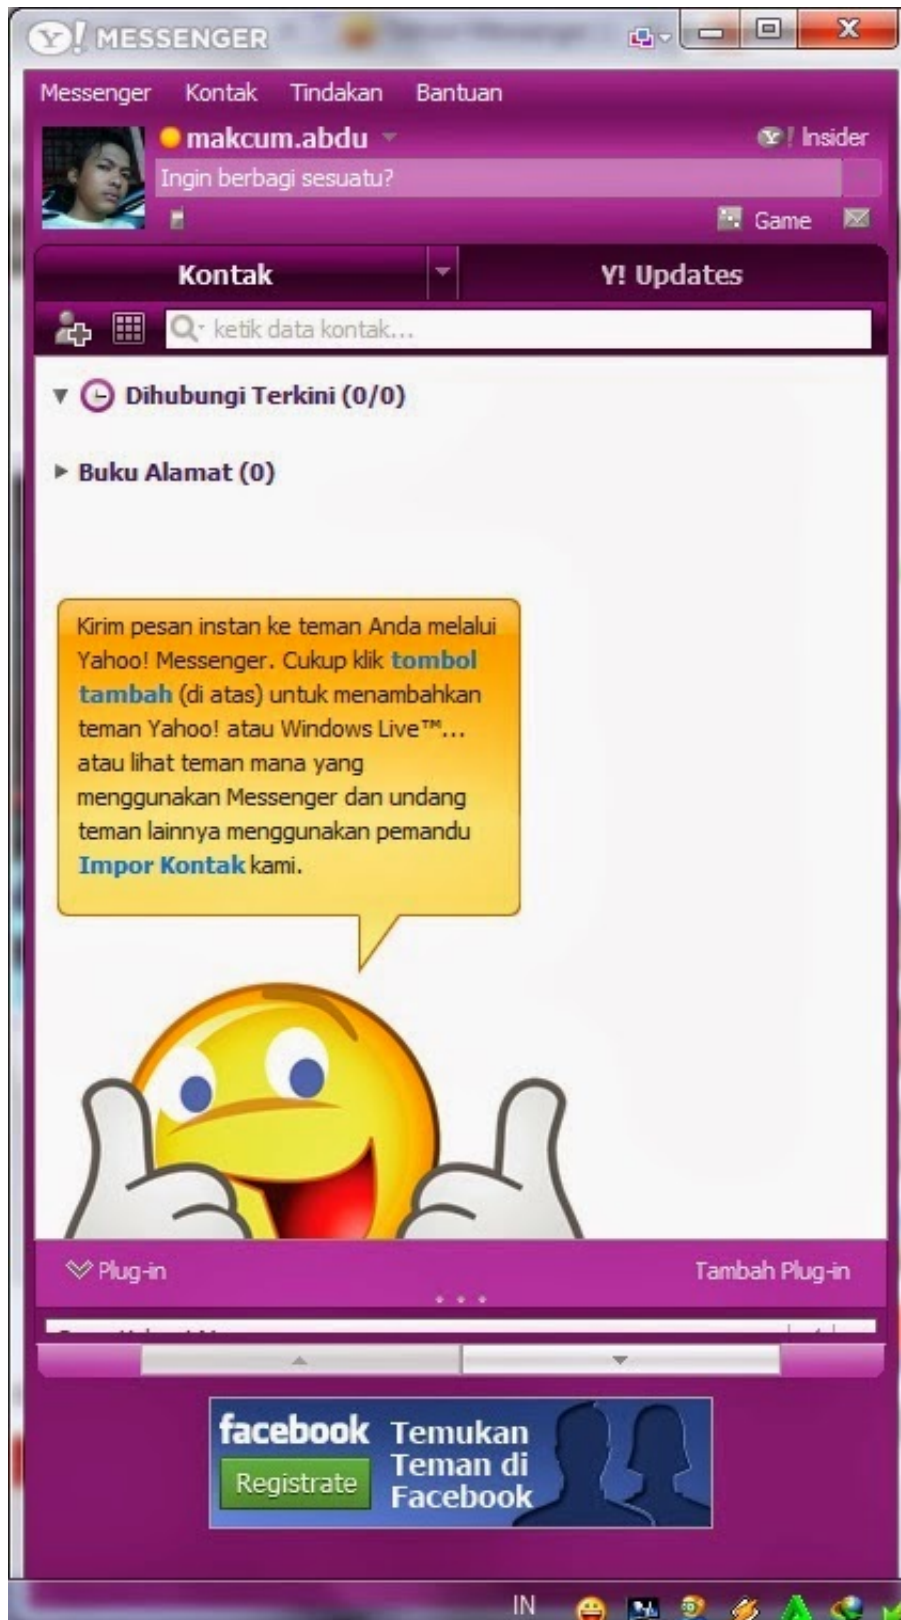 Y! MESSENGER
Messenger Kontak Tindakan Bantuan
makcum.abdu
Y! Insider
Ingin berbagi sesuatu?
Game
Kontak
Y! Updates
ketik data kontak...
Dihubungi Terkini (0/0)
Buku Alamat (0)
Kirim pesan instan ke teman Anda melalui
Yahoo! Messenger. Cukup klik tombol
tambah (di atas) untuk menambahkan
teman Yahoo! atau Windows Live™...
atau lihat teman mana yang
menggunakan Messenger dan undang
teman lainnya menggunakan pemandu
Impor Kontak kami.
Plug-in
Tambah Plug-in
facebook
Registrate
Temukan
Teman di
Facebook
IN